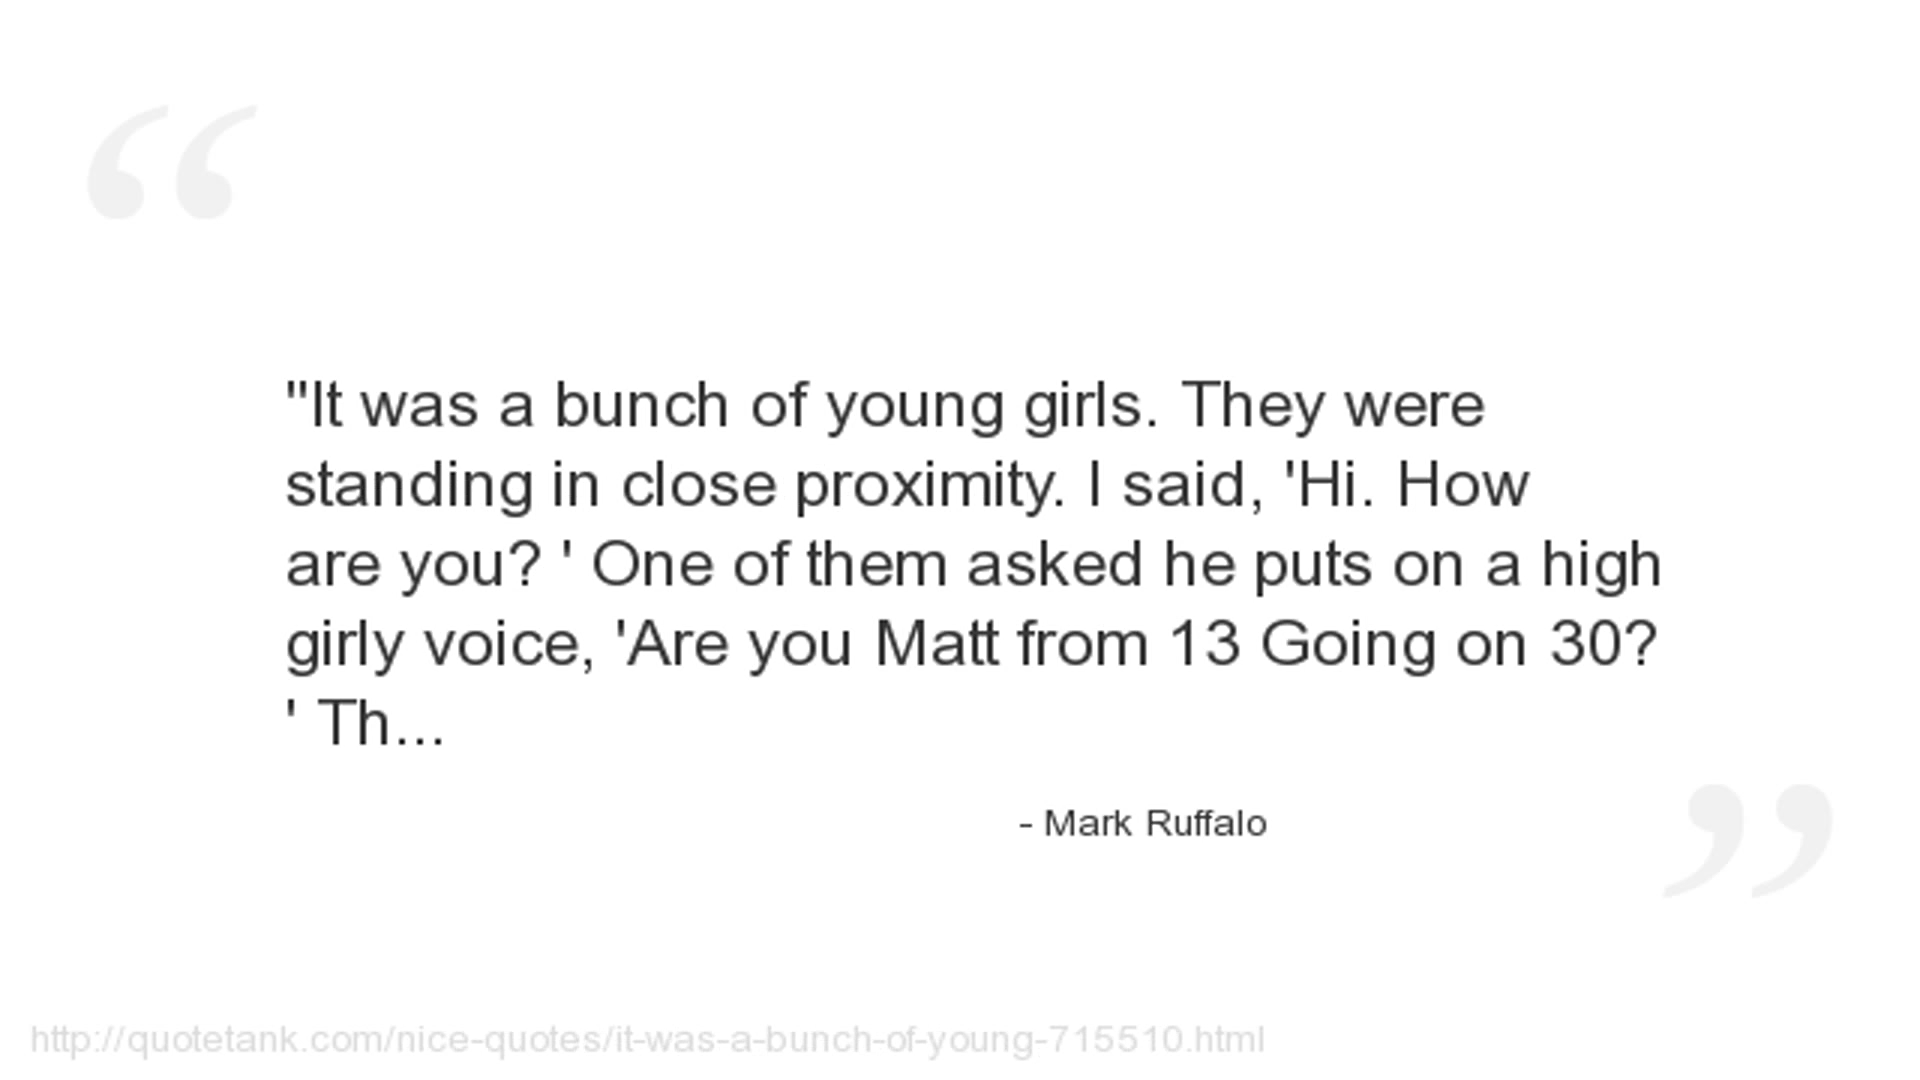 "It was a bunch of young girls. They were
standing in close proximity. I said, 'Hi. How
are you? ' One of them asked he puts on a high
girly voice, 'Are you Matt from 13 Going on 30?
' Th...
- Mark Ruffalo
http://quotetank.com/nice-quotes/it-was-a-bunch-of-young-715510.html